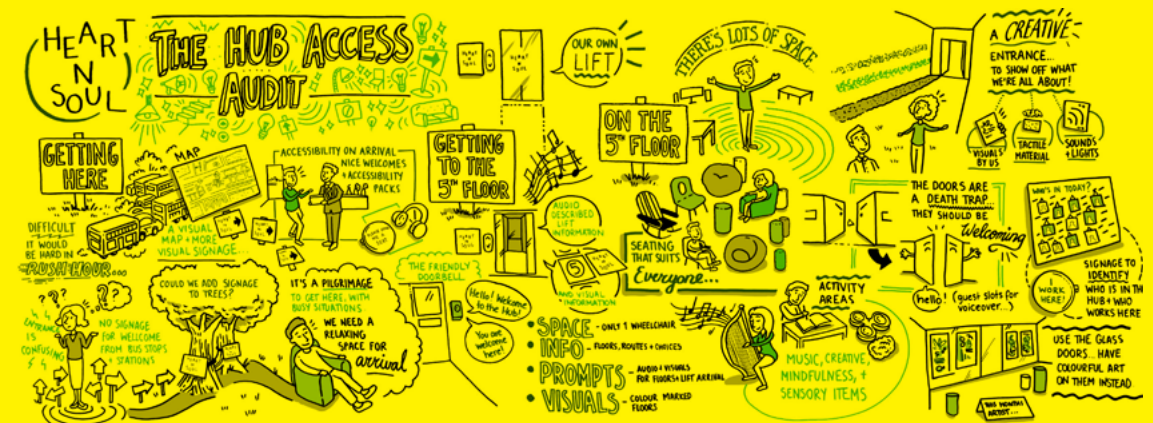 HEART
N
SOUL
THE HUB ACCESS
AUDIT
GETTING
HERE
MAP
DIFFICULT
IT WOULD
BE HARD IN
RUSH HOUR...
A VISUAL
MAP + MORE
VISUAL SIGNAGE...
ACCESSIBILITY ON ARRIVAL
NICE WELCOMES
+ ACCESSIBILITY
PACKS
ENTRANCE
IS
CONFUSING
NO SIGNAGE
FOR WELLCOME
FROM BUS STOPS
+ STATIONS
COULD WE ADD SIGNAGE
TO TREES?
IT'S A PILGRIMAGE
TO GET HERE, WITH
BUSY SITUATIONS
WE NEED A
RELAXING
SPACE FOR
arrival
GETTING
TO THE
5TH FLOOR
OUR OWN
LIFT
AUDIO
DESCRIBED
LIFT
INFORMATION
5
AND VISUAL
INFORMATION
THE FRIENDLY
DOORBELL
Hello! Welcome
to the Hub!
You are
welcome
here!
SPACE - ONLY 1 WHEELCHAIR
INFO - FLOORS, ROUTES + CHOICES
PROMPTS - AUDIO + VISUALS
FOR FLOORS + LIFT ARRIVAL
VISUALS - COLOUR MARKED
FLOORS
ON THE
5TH FLOOR
THERE'S LOTS OF SPACE
SEATING
THAT SUITS
Everyone...
ACTIVITY
AREAS
MUSIC, CREATIVE,
MINDFULNESS, +
SENSORY ITEMS
A CREATIVE
ENTRANCE...
TO SHOW OFF WHAT
WE'RE ALL ABOUT!
VISUALS
BY US
TACTILE
MATERIAL
SOUNDS
+ LIGHTS
THE DOORS ARE
A DEATH TRAP...
THEY SHOULD BE
Welcoming
hello!
(guest slots for
voiceover...)
WHO'S IN TODAY?
I
WORK
HERE!
SIGNAGE TO
IDENTIFY
WHO IS IN THE
HUB + WHO
WORKS HERE
USE THE GLASS
DOORS... HAVE
COLOURFUL ART
ON THEM INSTEAD
THIS MONTHS
ARTIST...